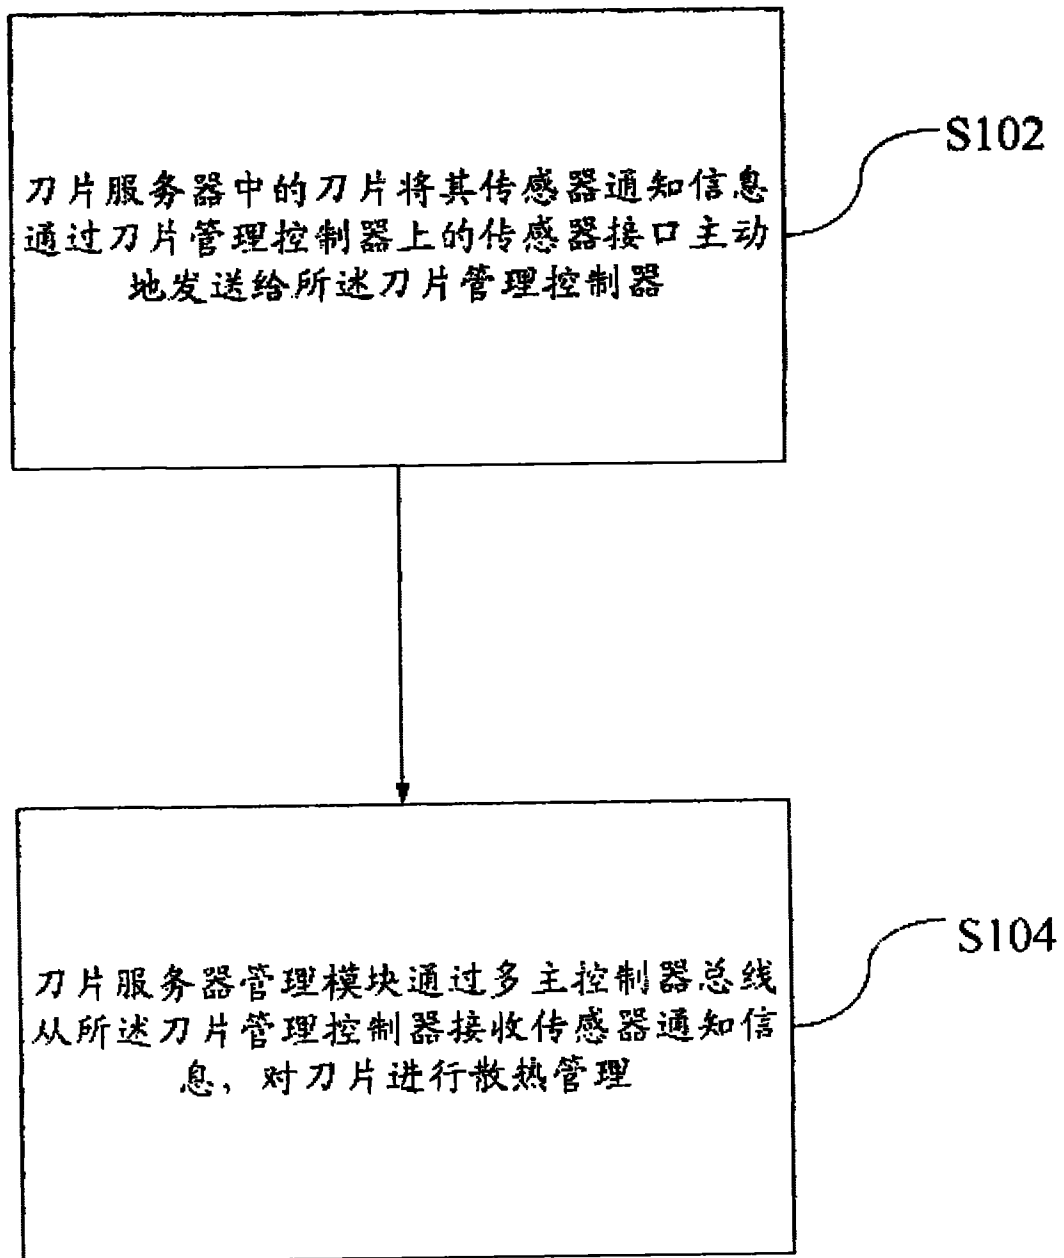 S102
刀片服务器中的刀片将其传感器通知信息
通过刀片管理控制器上的传感器接口主动
地发送给所述刀片管理控制器
S104
刀片服务器管理模块通过多主控制器总线
从所述刀片管理控制器接收传感器通知信
息，对刀片进行散热管理